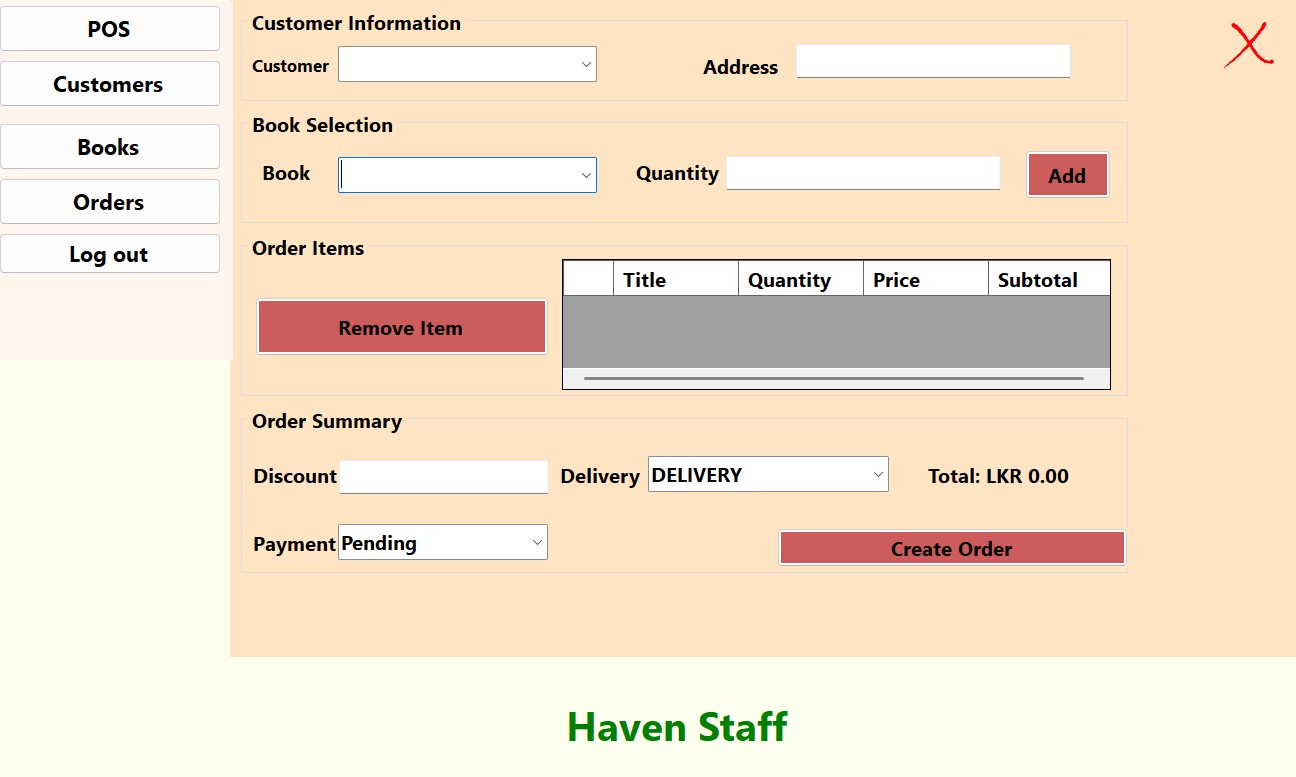 POS
Customers
Books
Orders
Log out
Customer Information
Customer
Address
Book Selection
Book
Quantity
Add
Order Items
Remove Item
Title Quantity Price Subtotal
Order Summary
Discount
Delivery DELIVERY
Total: LKR 0.00
Payment Pending
Create Order
Haven Staff